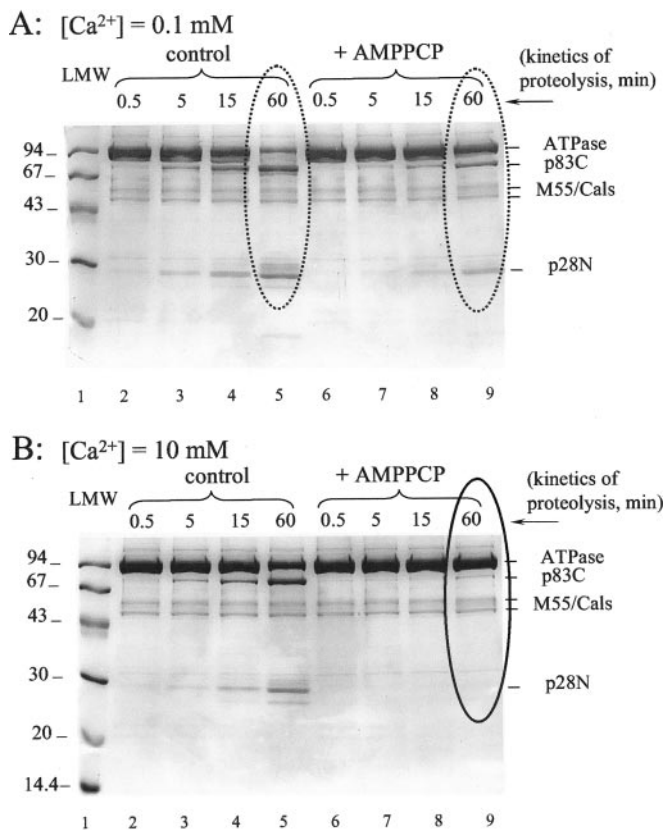 A: [Ca²⁺] = 0.1 mM
control + AMPPCP (kinetics of
LMW proteolysis, min)
0.5 5 15 60 0.5 5 15 60
94 ATPase
67 p83C
43 M55/Cals
30 p28N
20
1 2 3 4 5 6 7 8 9
B: [Ca²⁺] = 10 mM
control + AMPPCP (kinetics of
LMW proteolysis, min)
0.5 5 15 60 0.5 5 15 60
94 ATPase
67 p83C
43 M55/Cals
30 p28N
20
14.4
1 2 3 4 5 6 7 8 9